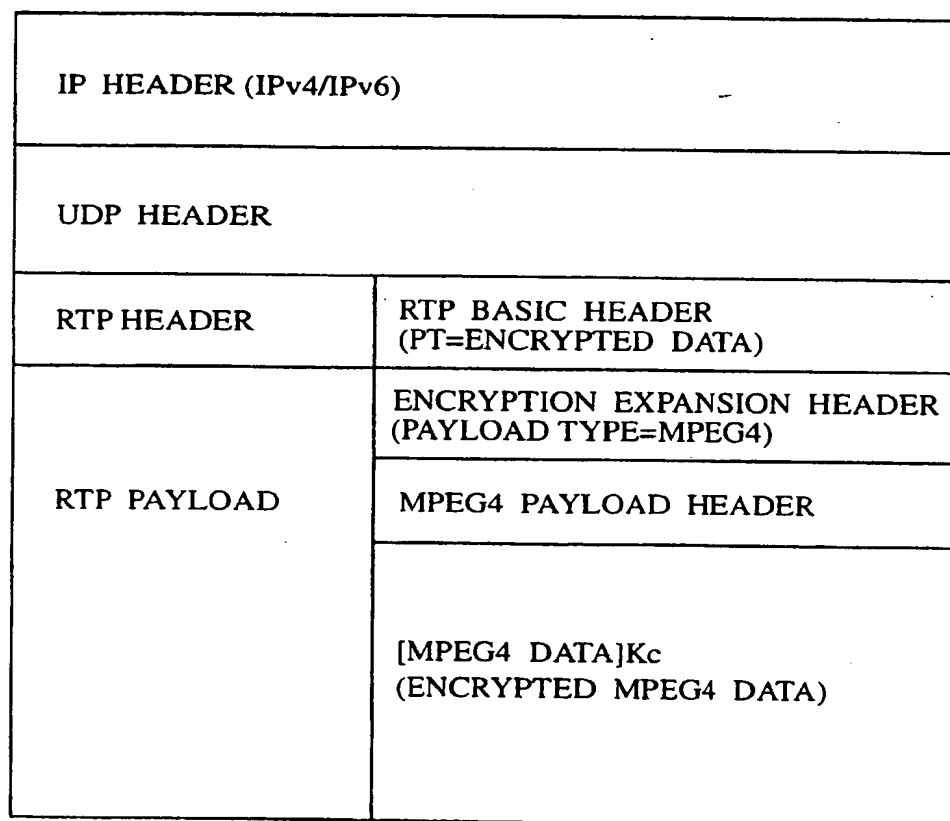 IP HEADER (IPv4/IPv6)
UDP HEADER
RTP HEADER
RTP BASIC HEADER
(PT=ENCRYPTED DATA)
ENCRYPTION EXPANSION HEADER
(PAYLOAD TYPE=MPEG4)
RTP PAYLOAD
MPEG4 PAYLOAD HEADER
[MPEG4 DATA]Kc
(ENCRYPTED MPEG4 DATA)